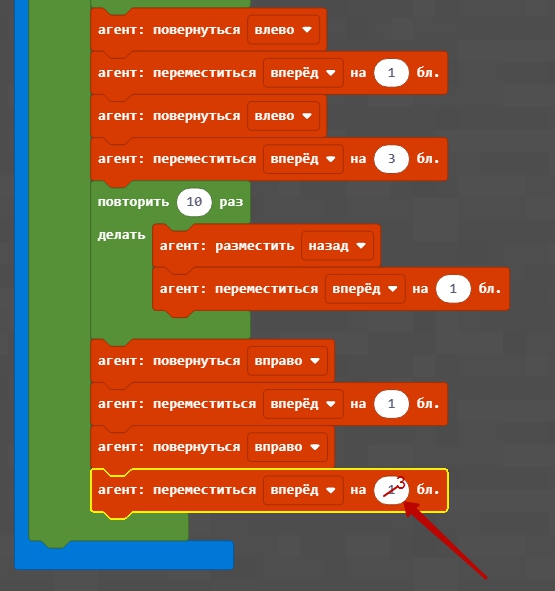 агент: повернуться влево
агент: переместиться вперёд на 1 бл.
агент: повернуться влево
агент: переместиться вперёд на 3 бл.
повторить 10 раз
делать
агент: разместить назад
агент: переместиться вперёд на 1 бл.
агент: повернуться вправо
агент: переместиться вперёд на 1 бл.
агент: повернуться вправо
агент: переместиться вперёд на 1 3 бл.